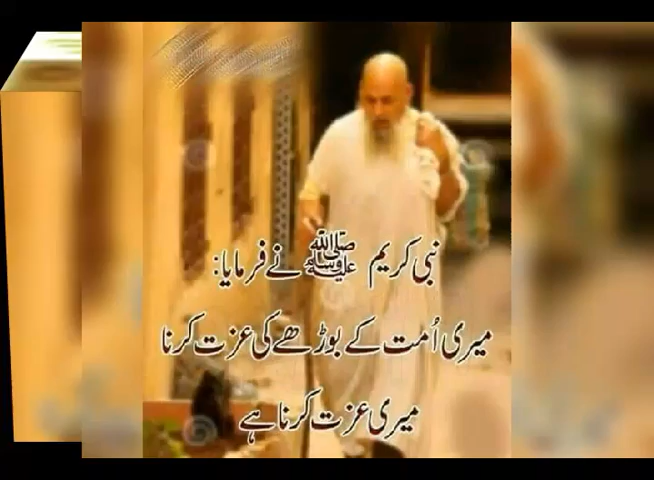 نبی کریم ﷺ نے فرمایا:
میری اُمت کے بوڑھے کی عزت کرنا
میری عزت کرنا ہے